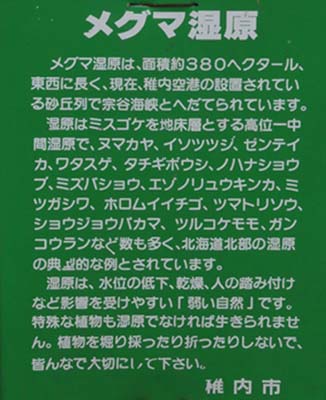 メグマ湿原
メグマ湿原は、面積約380ヘクタール、
東西に長く、現在、稚内空港の設置されてい
る砂丘列で宗谷海峡とへだてられています。
湿原はミスゴケを地床層とする高位一中
間湿原で、ヌマカヤ、イソツツジ、ゼンテイ
カ、ワタスゲ、タチギボウシ、ノハナショウ
ブ、ミズバショウ、エゾノリュウキンカ、ミ
ツガシワ、ホロムイイチゴ、ツマトリソウ、
ショウジョウバカマ、ツルコケモモ、ガン
コウランなど数も多く、北海道北部の湿原
の典型的な例とされています。
湿原は、水位の低下、乾燥、人の踏み付け
など影響を受けやすい「弱い自然」です。
特殊な植物も湿原でなければ生きられませ
ん。植物を掘り採ったり折ったりしないで、
皆んなで大切にして下さい。
稚内市